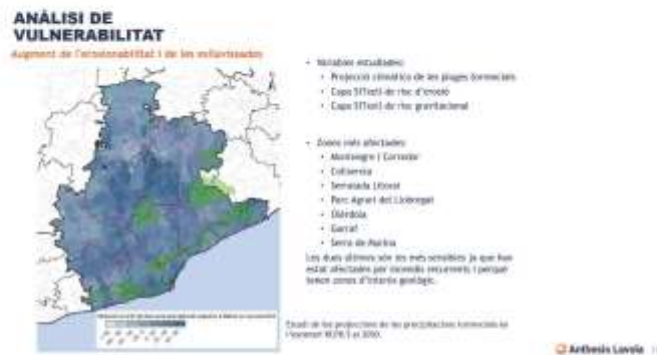 ANÀLISI DE
VULNERABILITAT
Augment de l'erosionabilitat i de les esllavissades
• Variables estudiades:
• Projecció climàtica de les pluges torrencials
• Capa SITxell de risc d'erosió
• Capa SITxell de risc gravitacional
• Zones més afectades:
• Montnegre i Corredor
• Collserola
• Serralada Litoral
• Parc Agrari del Llobregat
• Olèrdola
• Garraf
• Serra de Marina
Les dues últimes són les més sensibles ja que han
estat afectades per incendis recurrents i perquè
tenen zones d'interès geològic.
de les projeccions de les precipitacions torrencials en
l'escenari RCP8.5 al 2050.
Anthesis Lavola